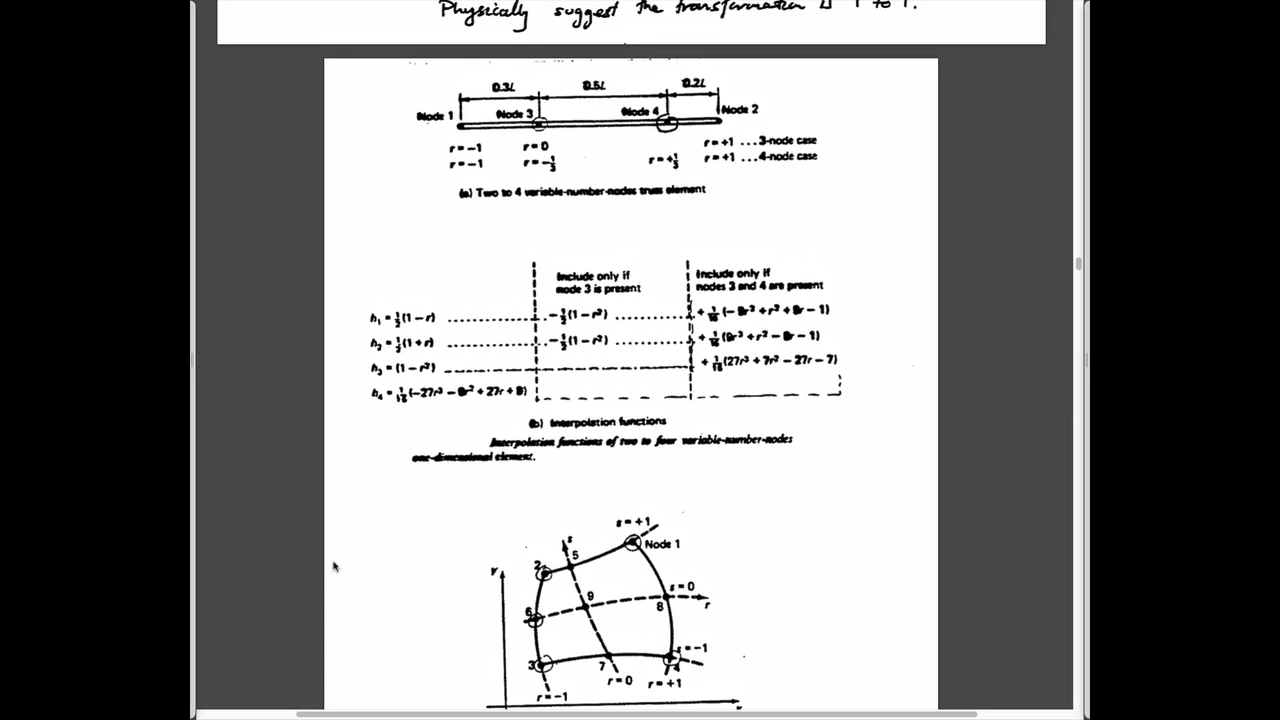 Physically suggest the transformation
0.3L 0.5L 0.2L
Node 1 Node 3 Node 4 Node 2
r = −1 r = 0 r = +1 ...3-node case
r = −1 r = −1/3 r = +1/3 r = +1 ...4-node case
(a) Two to 4 variable-number-nodes truss element
Include only if node 3 is present
Include only if nodes 3 and 4 are present
h₁ = ½(1 − r) .................. −½(1 − r²) .............. + 1/16 (−9r³ + r² + 9r − 1)
h₂ = ½(1 + r) .................. −½(1 − r²) .............. + 1/16 (9r³ + r² − 9r − 1)
h₃ = (1 − r²) + 1/16 (27r³ + 7r² − 27r − 7)
h₄ = 1/16 (−27r³ − 9r² + 27r + 9)
(b) Interpolation functions
Interpolation functions of two to four variable-number-nodes
one-dimensional element.
s = +1
Node 1
s
5
2
y
s = 0
9
r
6
8
s = −1
3
7
4
r = 0
r = +1
r = −1